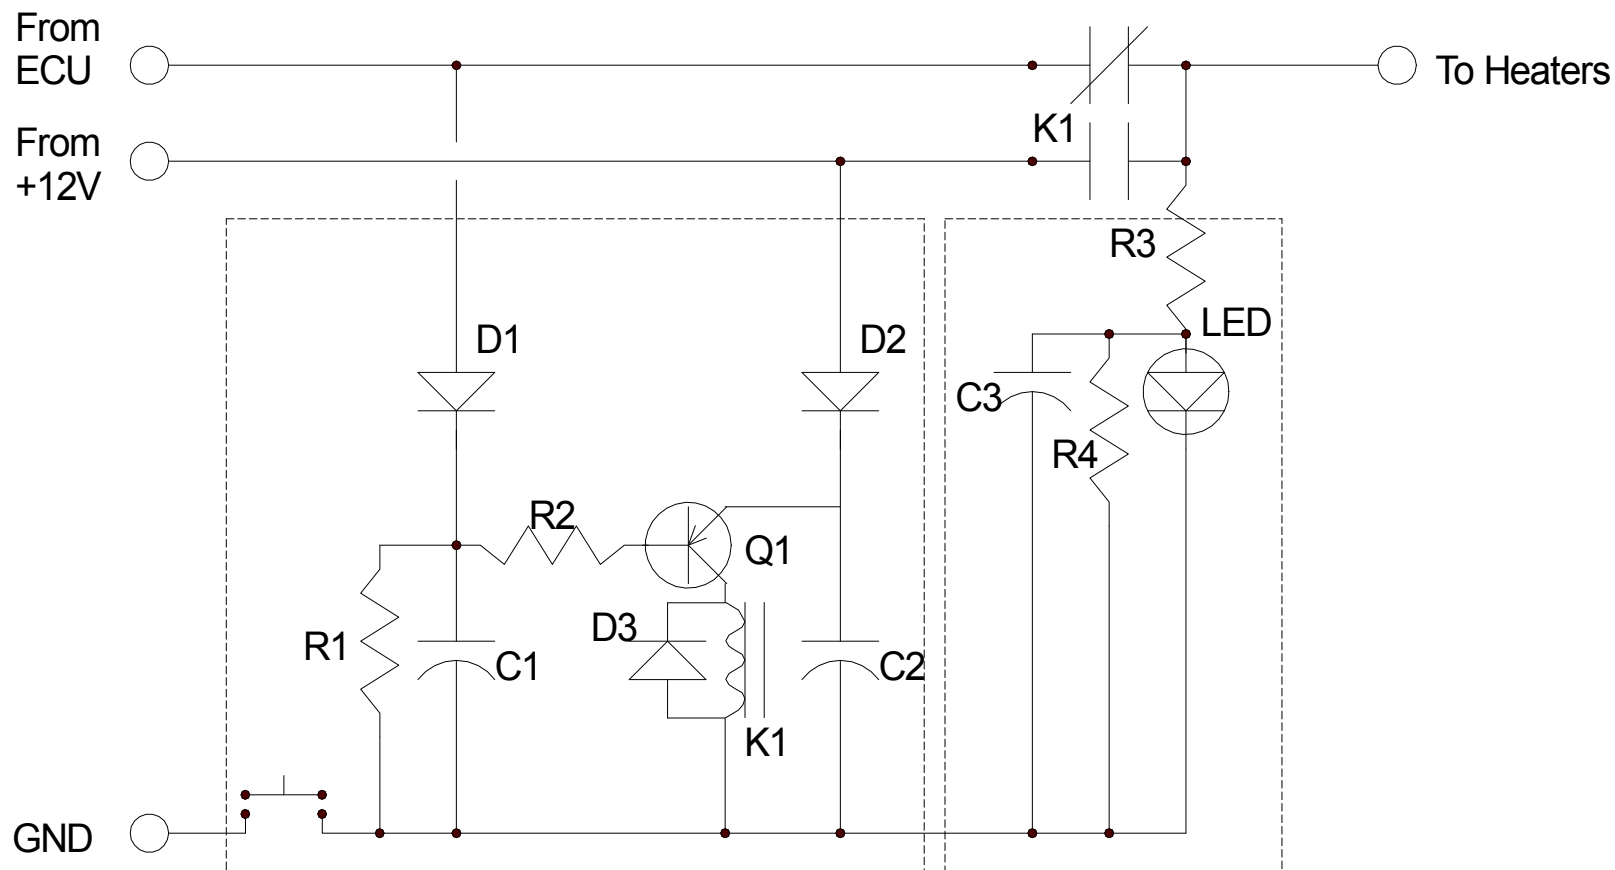 From
ECU
To Heaters
From
+12V
K1
R3
LED
D1
D2
C3
R4
R2
Q1
R1
C1
D3
C2
K1
GND